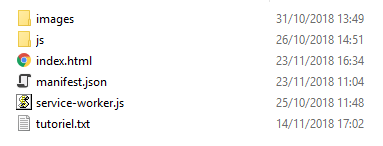 images 31/10/2018 13:49
js 26/10/2018 14:51
index.html 23/11/2018 16:34
manifest.json 23/11/2018 11:04
service-worker.js 25/10/2018 11:48
tutoriel.txt 14/11/2018 17:02